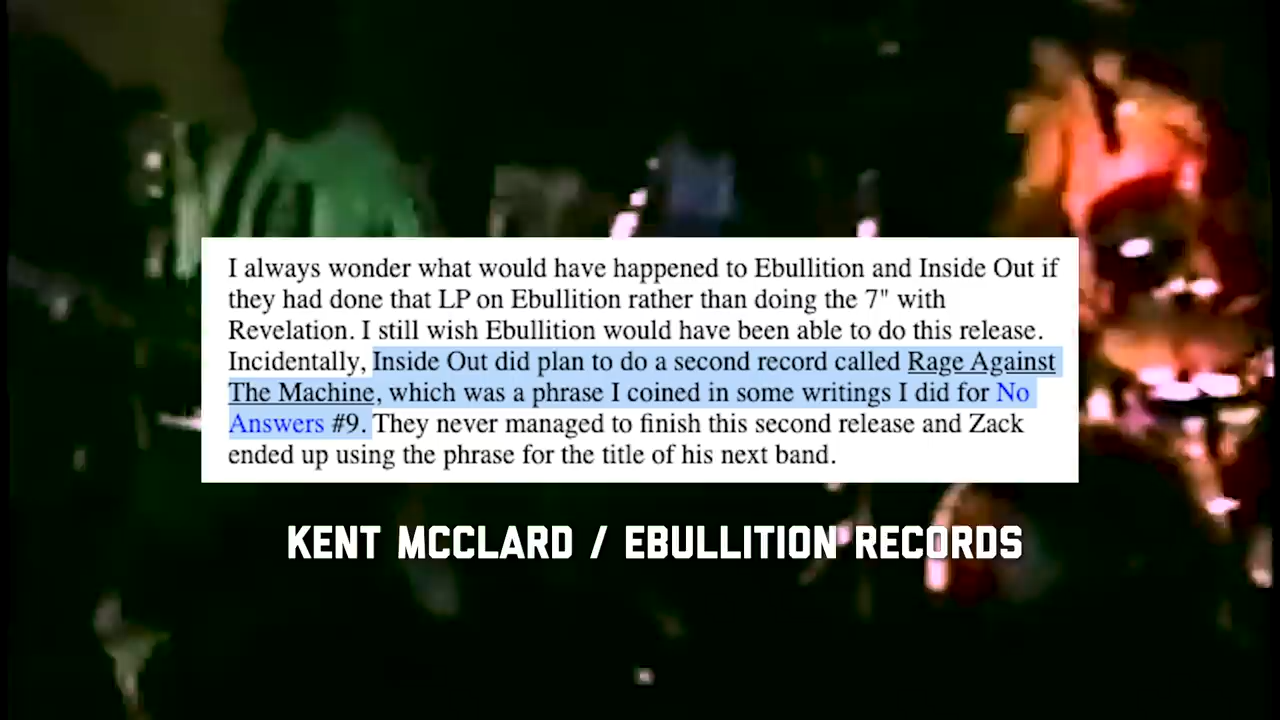 I always wonder what would have happened to Ebullition and Inside Out if
they had done that LP on Ebullition rather than doing the 7" with
Revelation. I still wish Ebullition would have been able to do this release.
Incidentally, Inside Out did plan to do a second record called Rage Against
The Machine, which was a phrase I coined in some writings I did for No
Answers #9. They never managed to finish this second release and Zack
ended up using the phrase for the title of his next band.
KENT MCCLARD / EBULLITION RECORDS